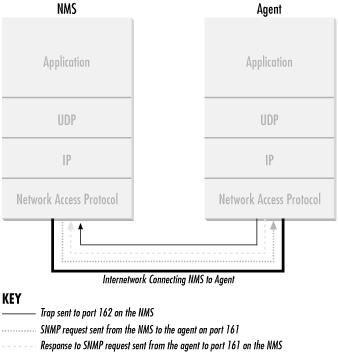 NMS
Agent
Application
Application
UDP
UDP
IP
IP
Network Access Protocol
Network Access Protocol
Internetwork Connecting NMS to Agent
KEY
Trap sent to port 162 on the NMS
SNMP request sent from the NMS to the agent on port 161
Response to SNMP request sent from the agent to port 161 on the NMS